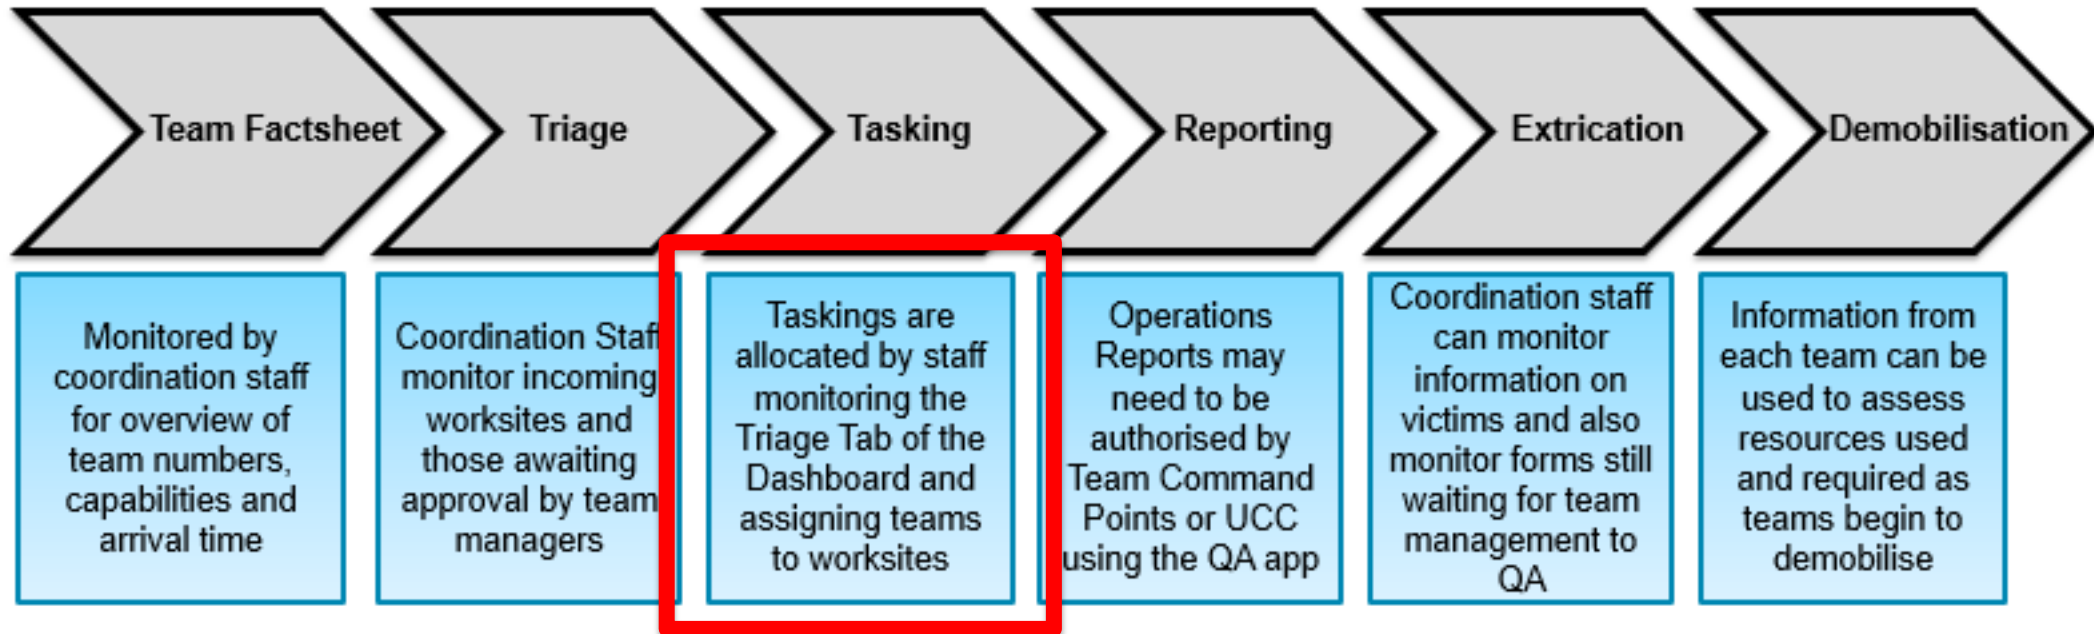 Team Factsheet
Triage
Tasking
Reporting
Extrication
Demobilisation
Monitored by
coordination staff
for overview of
team numbers,
capabilities and
arrival time
Coordination Staff
monitor incoming
worksites and
those awaiting
approval by team
managers
Taskings are
allocated by staff
monitoring the
Triage Tab of the
Dashboard and
assigning teams
to worksites
Operations
Reports may
need to be
authorised by
Team Command
Points or UCC
using the QA app
Coordination staff
can monitor
information on
victims and also
monitor forms still
waiting for team
management to
QA
Information from
each team can be
used to assess
resources used
and required as
teams begin to
demobilise